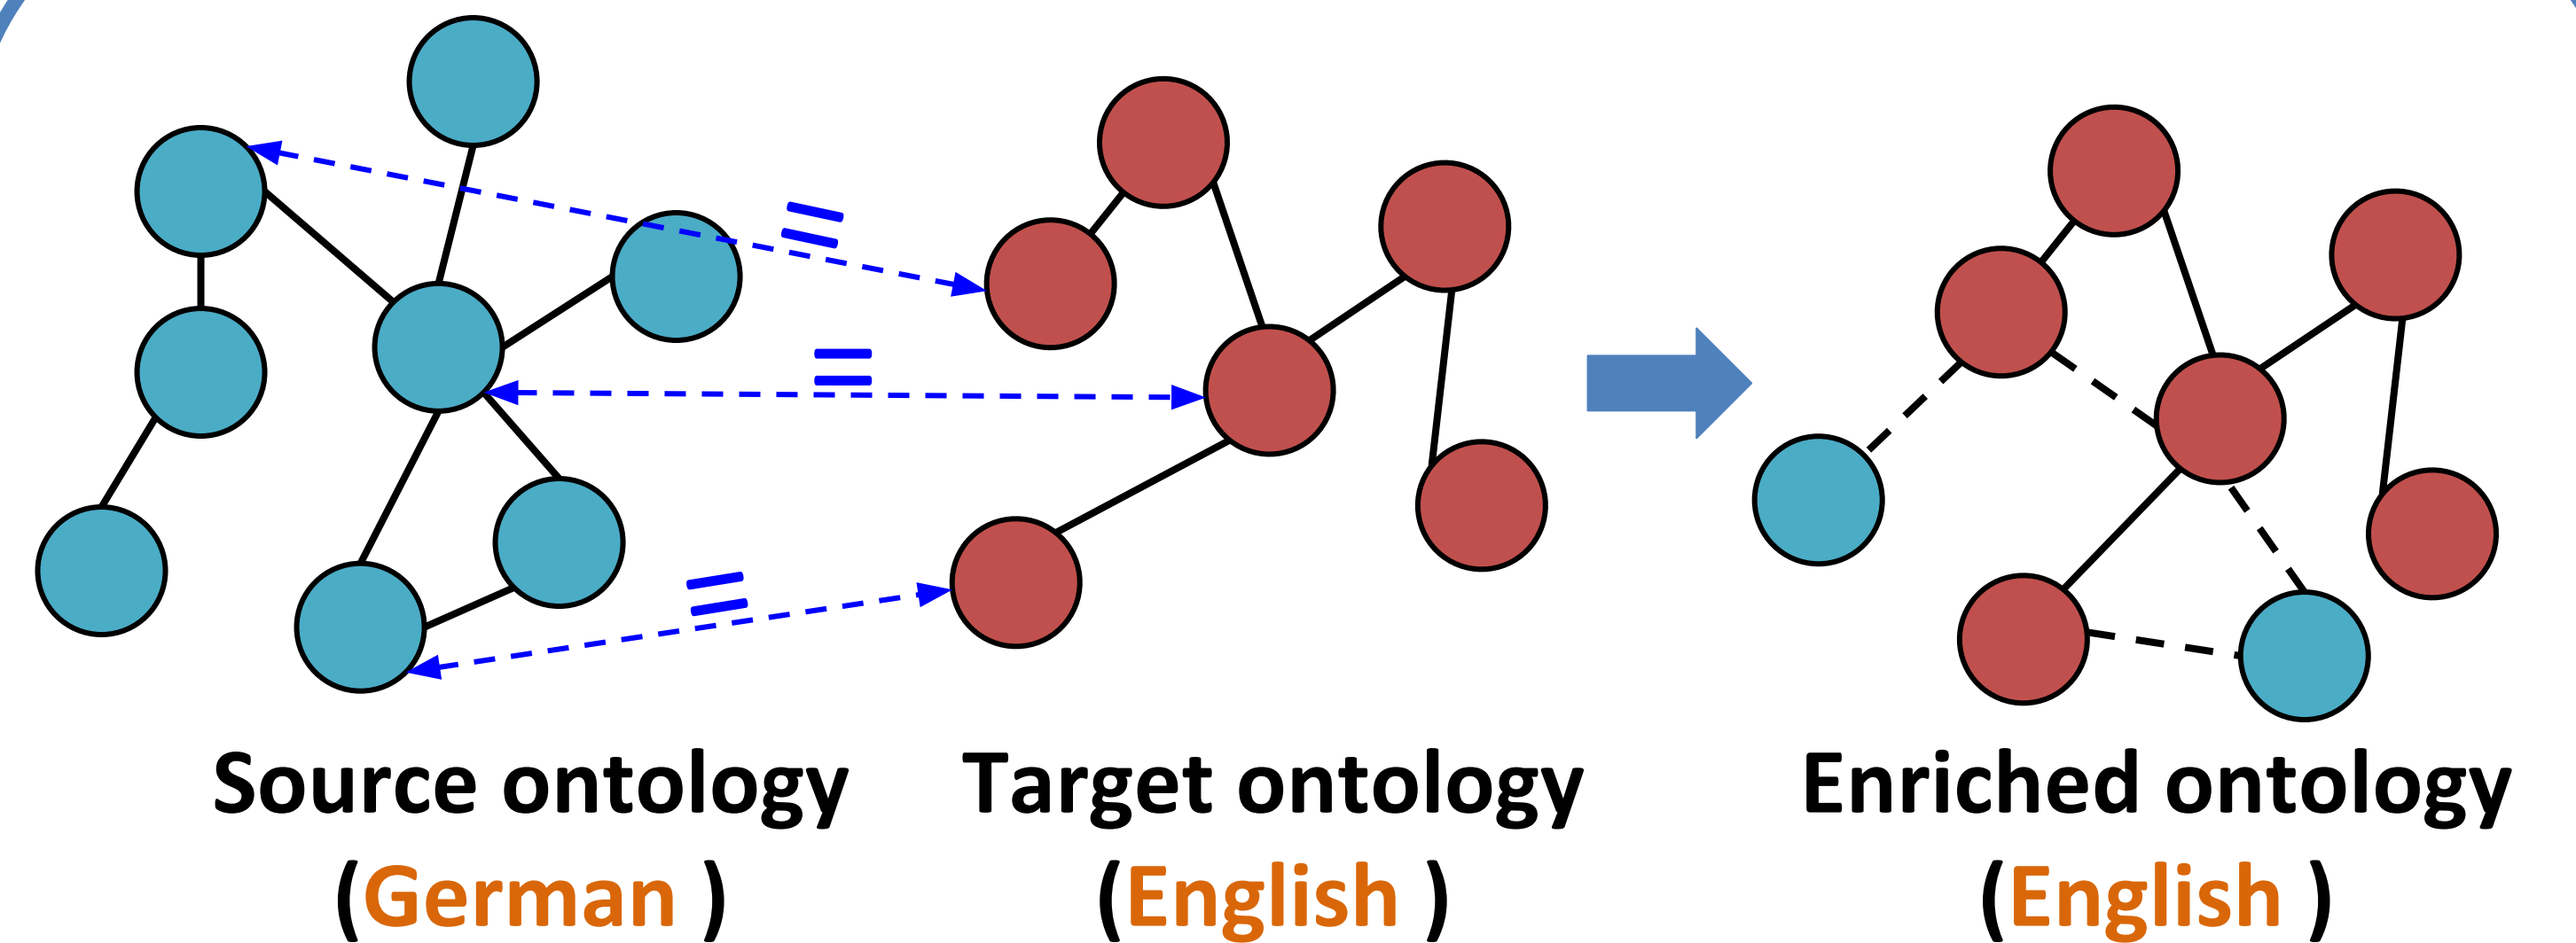 =
=
=
Source ontology
(German )
Target ontology
(English )
Enriched ontology
(English )